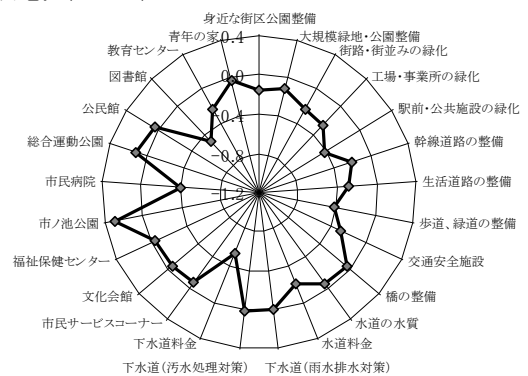 身近な街区公園整備
大規模緑地・公園整備
街路・街並みの緑化
工場・事業所の緑化
駅前・公共施設の緑化
幹線道路の整備
生活道路の整備
歩道、緑道の整備
交通安全施設
橋の整備
水道の水質
水道料金
下水道(雨水排水対策)
下水道(汚水処理対策)
下水道料金
市民サービスコーナー
文化会館
福祉保健センター
市ノ池公園
市民病院
総合運動公園
公民館
図書館
教育センター
青年の家
0.4
0.0
-0.4
-0.8
-1.2